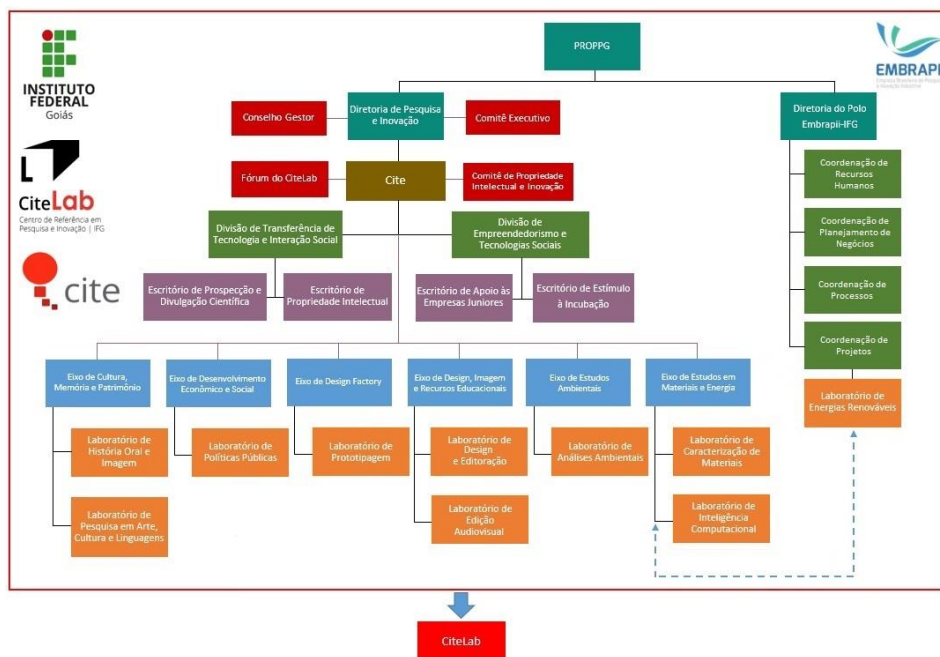 PROPPG
INSTITUTO
FEDERAL
Goiás
EMBRAPII
Conselho Gestor
Diretoria de Pesquisa
e Inovação
Comitê Executivo
Diretoria do Polo
Embrapii-IFG
CiteLab
Centro de Referência em
Pesquisa e Inovação | IFG
Fórum do CiteLab
Cite
Comitê de Propriedade
Intelectual e Inovação
Coordenação de
Recursos
Humanos
Divisão de Transferência de
Tecnologia e Interação Social
Divisão de
Empreendedorismo e
Tecnologias Sociais
Coordenação de
Planejamento de
Negócios
cite
Escritório de Prospecção e
Divulgação Científica
Escritório de
Propriedade Intelectual
Escritório de Apoio às
Empresas Juniores
Escritório de Estímulo
à Incubação
Coordenação de
Processos
Coordenação de
Projetos
Eixo de Cultura,
Memória e Patrimônio
Eixo de Desenvolvimento
Econômico e Social
Eixo de Design Factory
Eixo de Design, Imagem
e Recursos Educacionais
Eixo de Estudos
Ambientais
Eixo de Estudos em
Materiais e Energia
Laboratório de
Energias Renováveis
Laboratório de
História Oral e
Imagem
Laboratório de
Políticas Públicas
Laboratório de
Prototipagem
Laboratório de
Design
e Editoração
Laboratório de
Análises Ambientais
Laboratório de
Caracterização de
Materiais
Laboratório de
Pesquisa em Arte,
Cultura e Linguagens
Laboratório de
Edição
Audiovisual
Laboratório de
Inteligência
Computacional
CiteLab